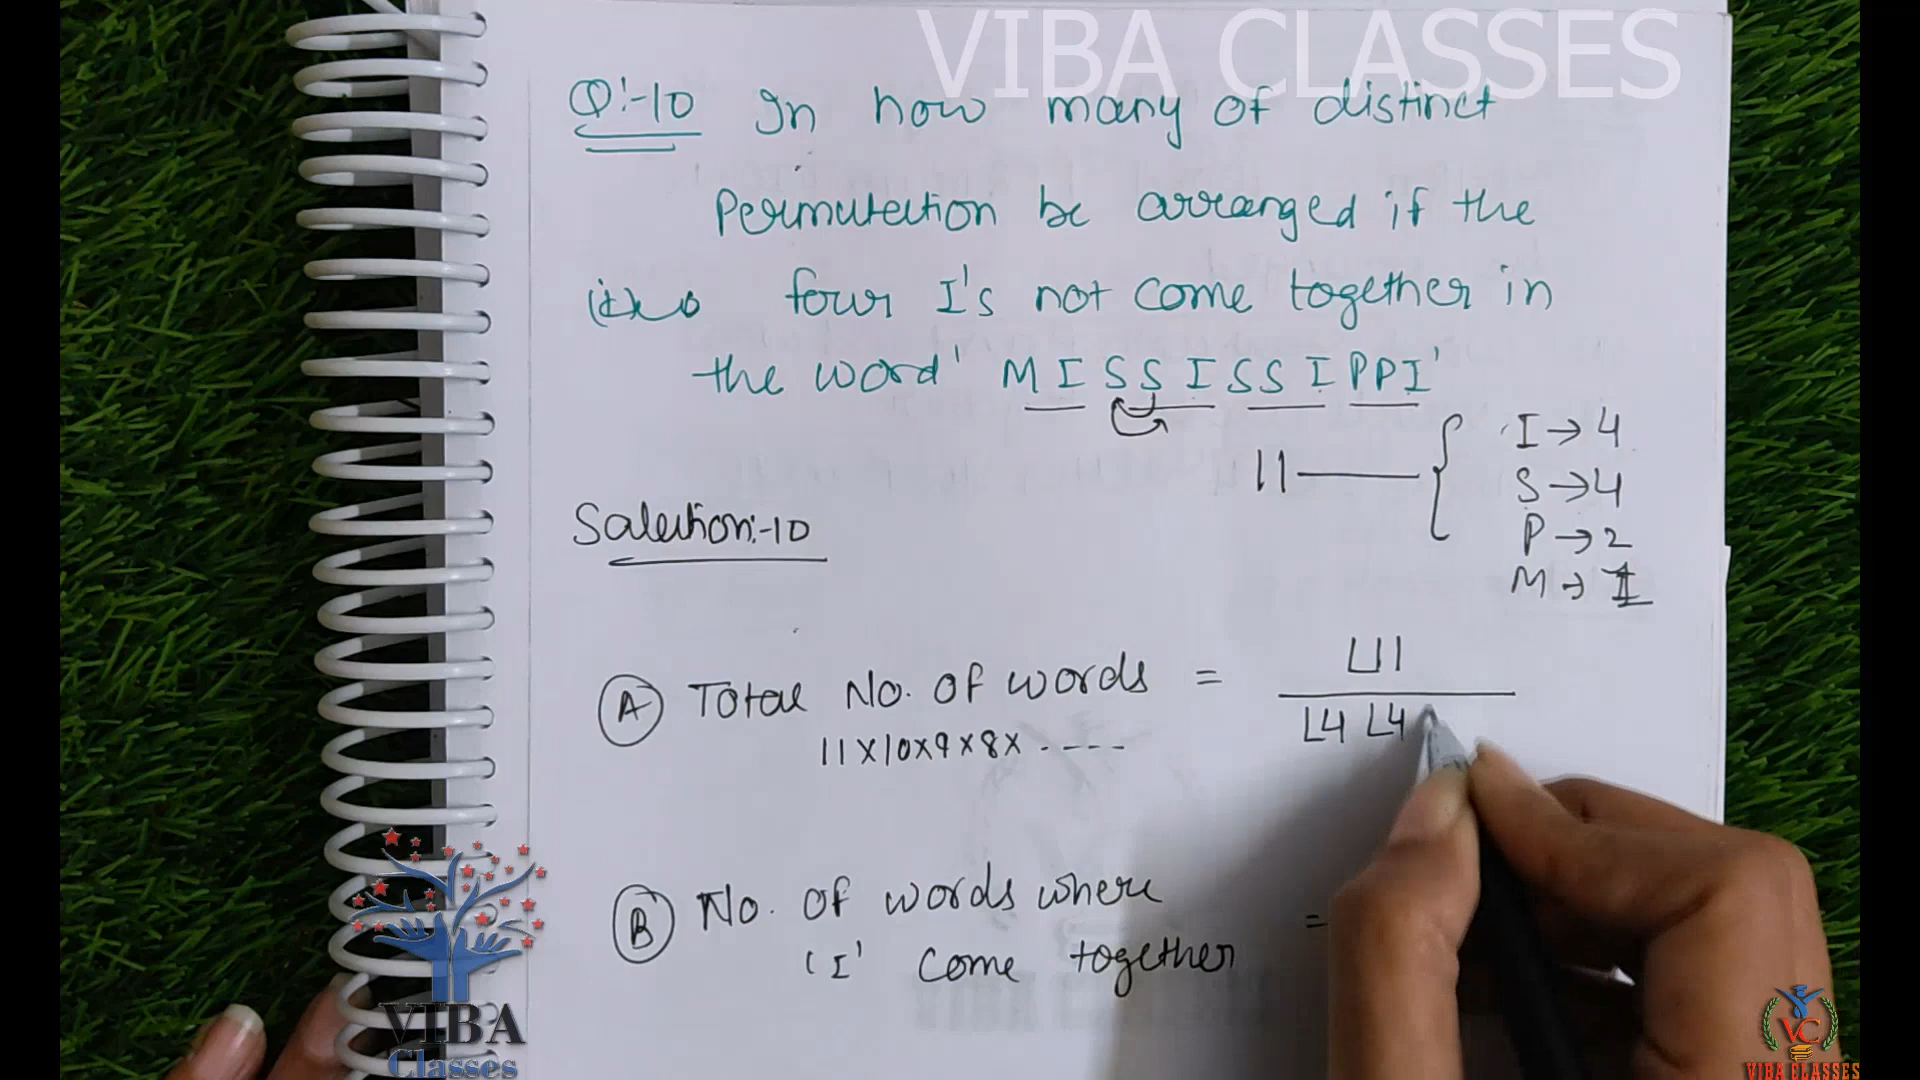 VIBA CLASSES
Q:-10 In how many of distinct
Permutation be arranged if the
four I's not come together in
the word 'MISSISSIPPI'
I → 4
11 S → 4
P → 2
M → 1
Solution:-10
(A) Total No. of words = ⌊11
⌊4 ⌊4
11×10×9×8×.----
(B) No. of words where =
'I' come together
VIBA
Classes
VC
VIBA CLASSES